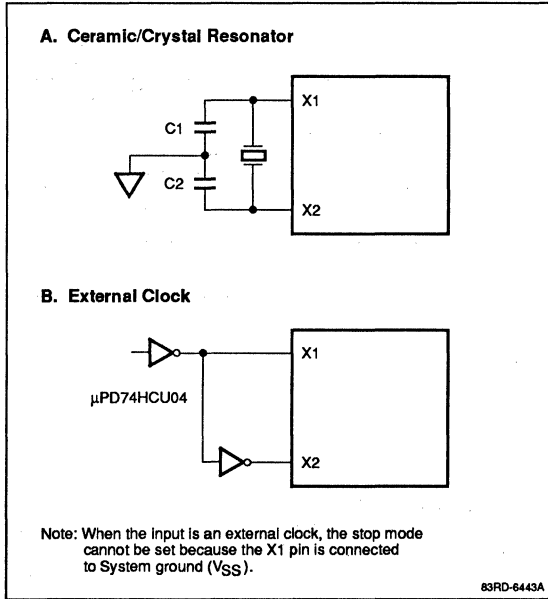 A. Ceramic/Crystal Resonator
X1
C1
C2
X2
B. External Clock
X1
µPD74HCU04
X2
Note: When the input is an external clock, the stop mode
cannot be set because the X1 pin is connected
to System ground (VSS).
83RD-6443A